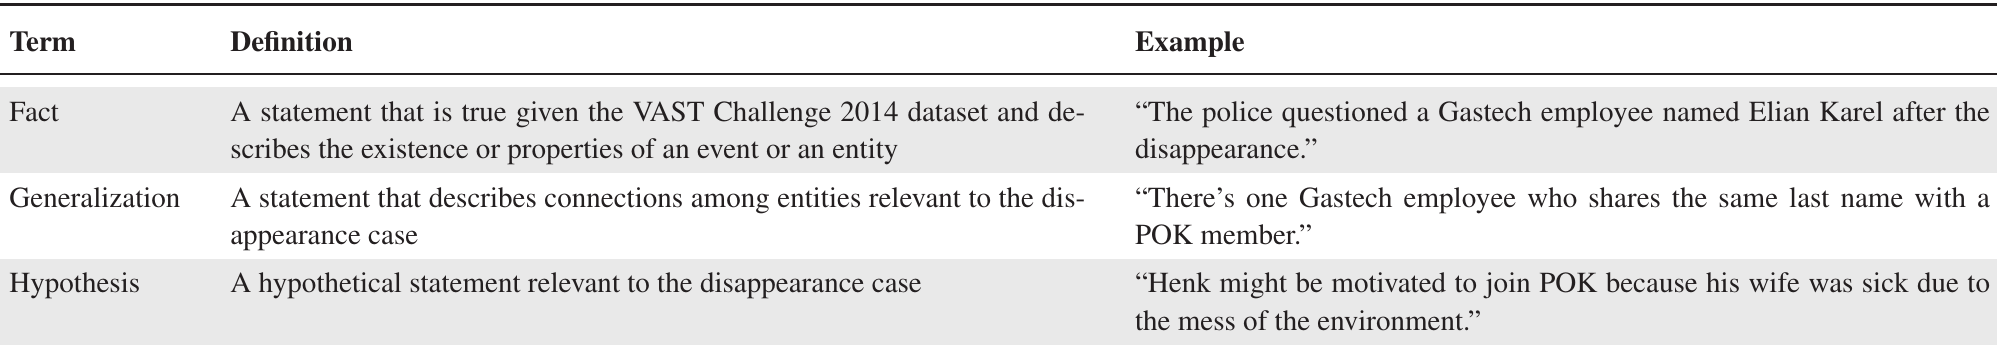 Term Definition Example
Fact A statement that is true given the VAST Challenge 2014 dataset and de- “The police questioned a Gastech employee named Elian Karel after the
scribes the existence or properties of an event or an entity disappearance.”
Generalization A statement that describes connections among entities relevant to the dis- “There’s one Gastech employee who shares the same last name with a
appearance case POK member.”
Hypothesis A hypothetical statement relevant to the disappearance case “Henk might be motivated to join POK because his wife was sick due to
the mess of the environment.”